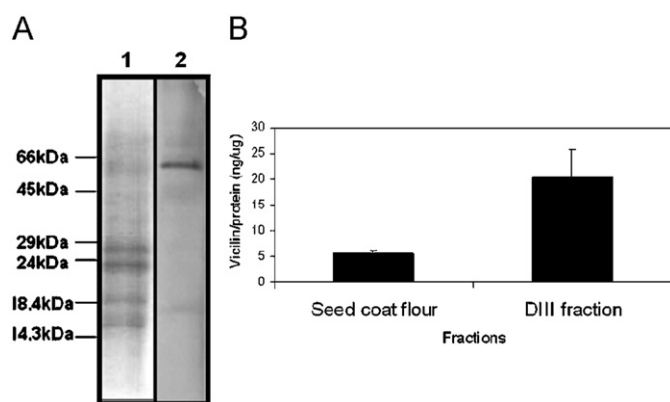 A
1 2
66kDa
45kDa
29kDa
24kDa
18.4kDa
14.3kDa
B
30
25
20
15
10
5
0
Vicilin/protein (ng/ug)
Seed coat flour DIII fraction
Fractions